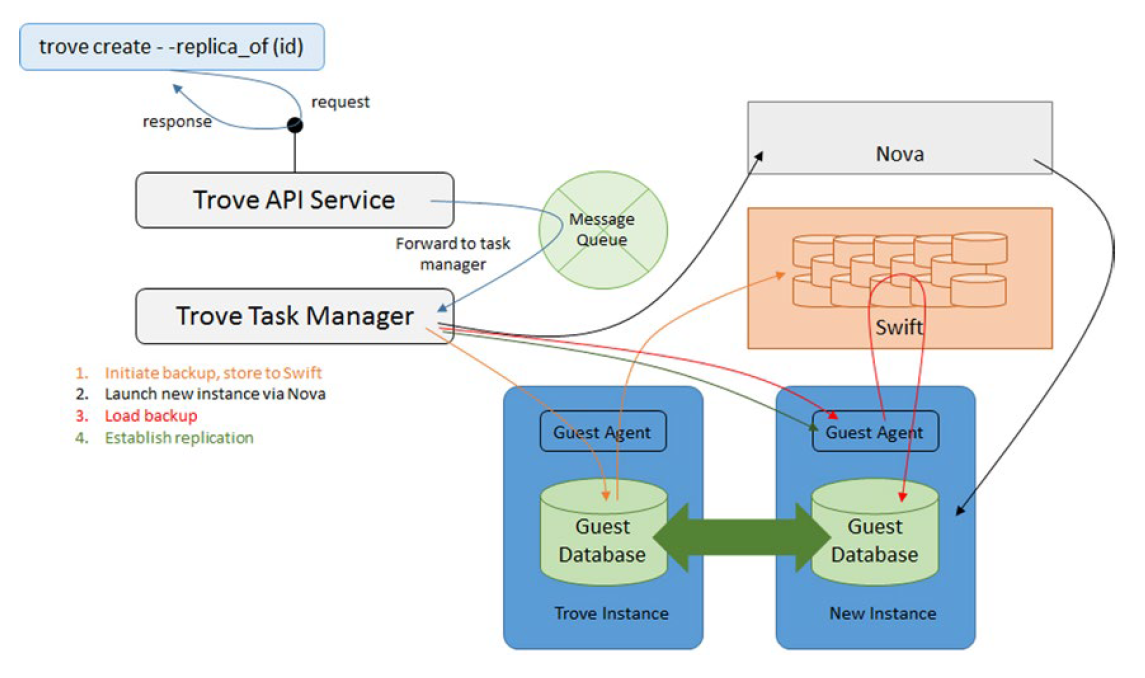 trove create - -replica_of (id)
request
response
Trove API Service
Message
Queue
Forward to task
manager
Trove Task Manager
1. Initiate backup, store to Swift
2. Launch new instance via Nova
3. Load backup
4. Establish replication
Nova
Swift
Guest Agent
Guest
Database
Trove Instance
Guest Agent
Guest
Database
New Instance